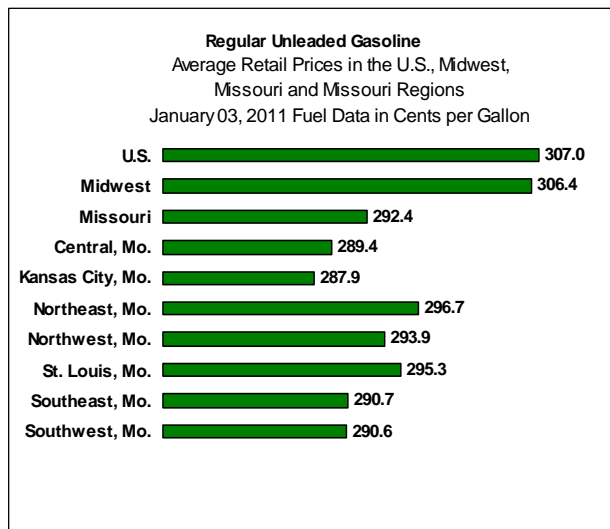 Regular Unleaded Gasoline
Average Retail Prices in the U.S., Midwest,
Missouri and Missouri Regions
January 03, 2011 Fuel Data in Cents per Gallon
U.S. 307.0
Midwest 306.4
Missouri 292.4
Central, Mo. 289.4
Kansas City, Mo. 287.9
Northeast, Mo. 296.7
Northwest, Mo. 293.9
St. Louis, Mo. 295.3
Southeast, Mo. 290.7
Southwest, Mo. 290.6